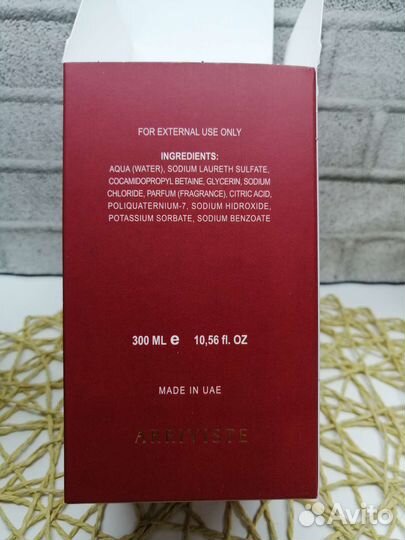 FOR EXTERNAL USE ONLY
INGREDIENTS:
AQUA (WATER), SODIUM LAURETH SULFATE,
COCAMIDOPROPYL BETAINE, GLYCERIN, SODIUM
CHLORIDE, PARFUM (FRAGRANCE), CITRIC ACID,
POLIQUATERNIUM-7, SODIUM HIDROXIDE,
POTASSIUM SORBATE, SODIUM BENZOATE
300 ML e 10,56 fl. OZ
MADE IN UAE
ARRIVISTE
Avito